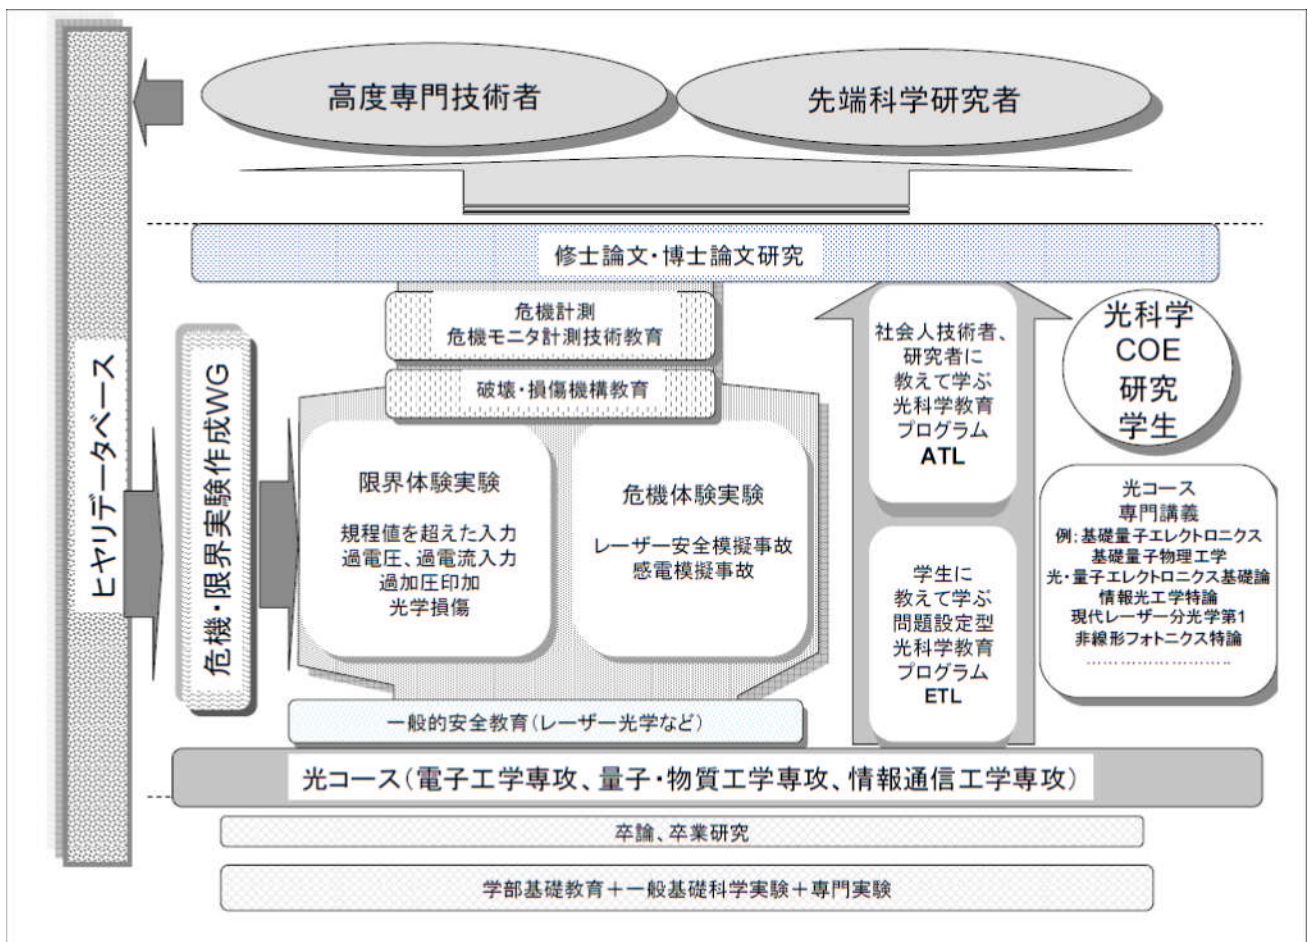 高度専門技術者
先端科学研究者
修士論文・博士論文研究
危機計測
危機モニタ計測技術教育
破壊・損傷機構教育
ヒヤリデータベース
危機・限界実験作成WG
限界体験実験
規程値を超えた入力
過電圧、過電流入力
過加圧印加
光学損傷
危機体験実験
レーザー安全模擬事故
感電模擬事故
社会人技術者、
研究者に
教えて学ぶ
光科学教育
プログラム
ATL
学生に
教えて学ぶ
問題設定型
光科学教育
プログラム
ETL
光科学
COE
研究
学生
光コース
専門講義
例:基礎量子エレクトロニクス
基礎量子物理工学
光・量子エレクトロニクス基礎論
情報光工学特論
現代レーザー分光学第1
非線形フォトニクス特論
…………………………
一般的安全教育(レーザー光学など)
光コース(電子工学専攻、量子・物質工学専攻、情報通信工学専攻)
卒論、卒業研究
学部基礎教育+一般基礎科学実験+専門実験